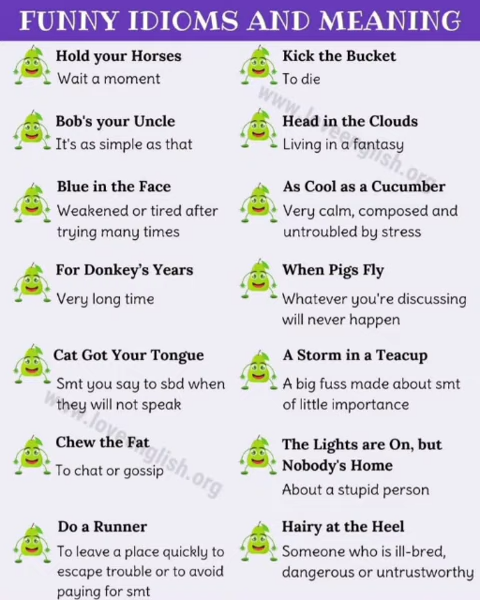 FUNNY IDIOMS AND MEANING
Hold your Horses
Wait a moment
Bob's your Uncle
It's as simple as that
Blue in the Face
Weakened or tired after
trying many times
For Donkey's Years
Very long time
Cat Got Your Tongue
Smt you say to sbd when
they will not speak
Chew the Fat
To chat or gossip
Do a Runner
To leave a place quickly to
escape trouble or to avoid
paying for smt
Kick the Bucket
To die
Head in the Clouds
Living in a fantasy
As Cool as a Cucumber
Very calm, composed and
untroubled by stress
When Pigs Fly
Whatever you're discussing
will never happen
A Storm in a Teacup
A big fuss made about smt
of little importance
The Lights are On, but
Nobody's Home
About a stupid person
Hairy at the Heel
Someone who is ill-bred,
dangerous or untrustworthy
www.loveenglish.org
www.loveenglish.org